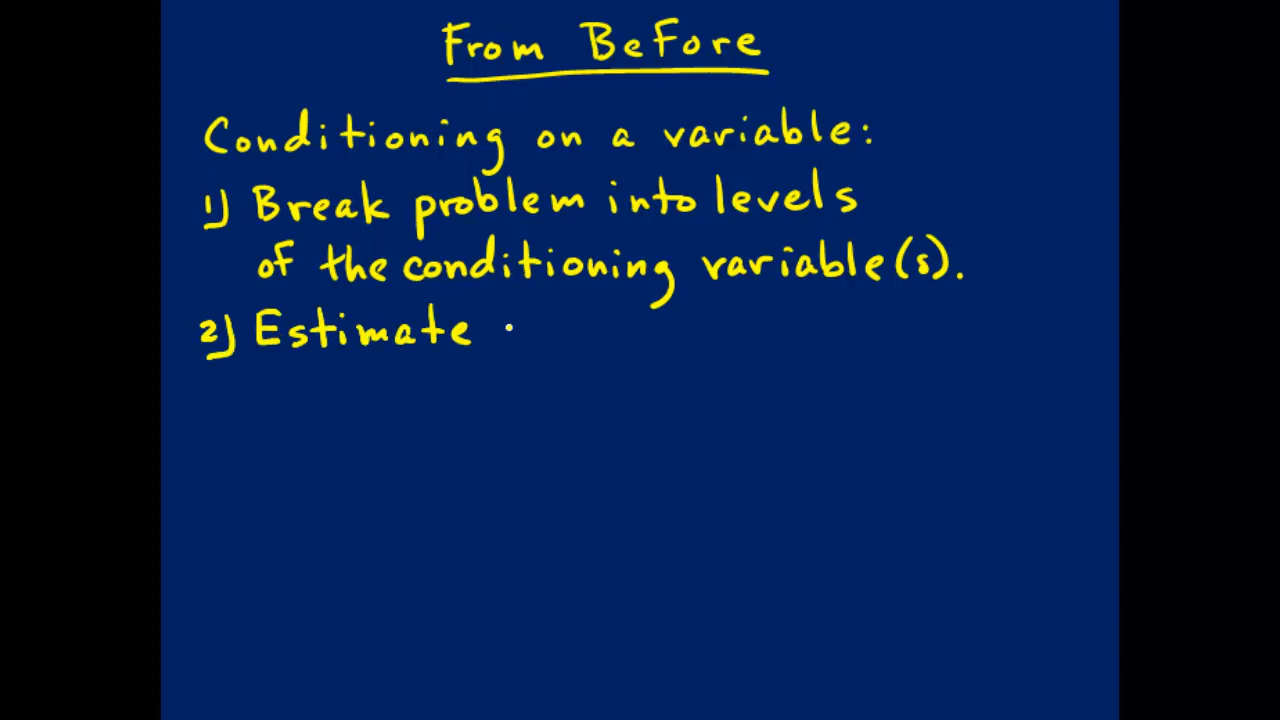 From Before
Conditioning on a variable:
1) Break problem into levels
of the conditioning variable(s).
2) Estimate